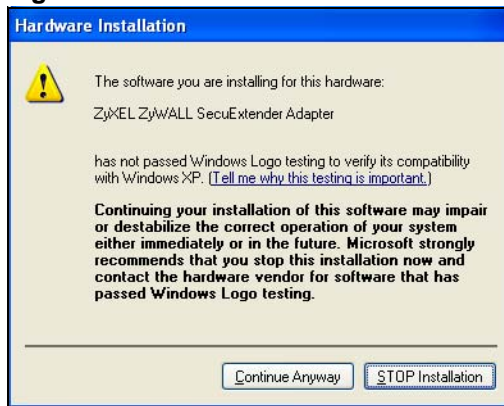 Hardware Installation
The software you are installing for this hardware:
ZyXEL ZyWALL SecuExtender Adapter
has not passed Windows Logo testing to verify its compatibility
with Windows XP. (Tell me why this testing is important.)
Continuing your installation of this software may impair
or destabilize the correct operation of your system
either immediately or in the future. Microsoft strongly
recommends that you stop this installation now and
contact the hardware vendor for software that has
passed Windows Logo testing.
Continue Anyway
STOP Installation